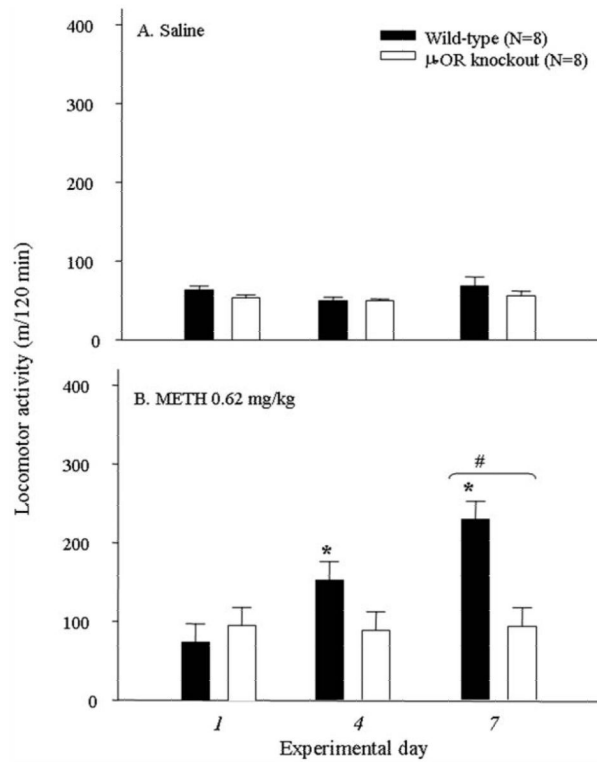 A. Saline
Wild-type (N=8)
μ-OR knockout (N=8)
400
300
200
100
0
Locomotor activity (m/120 min)
B. METH 0.62 mg/kg
400
300
200
100
0
*
*
#
1 4 7
Experimental day